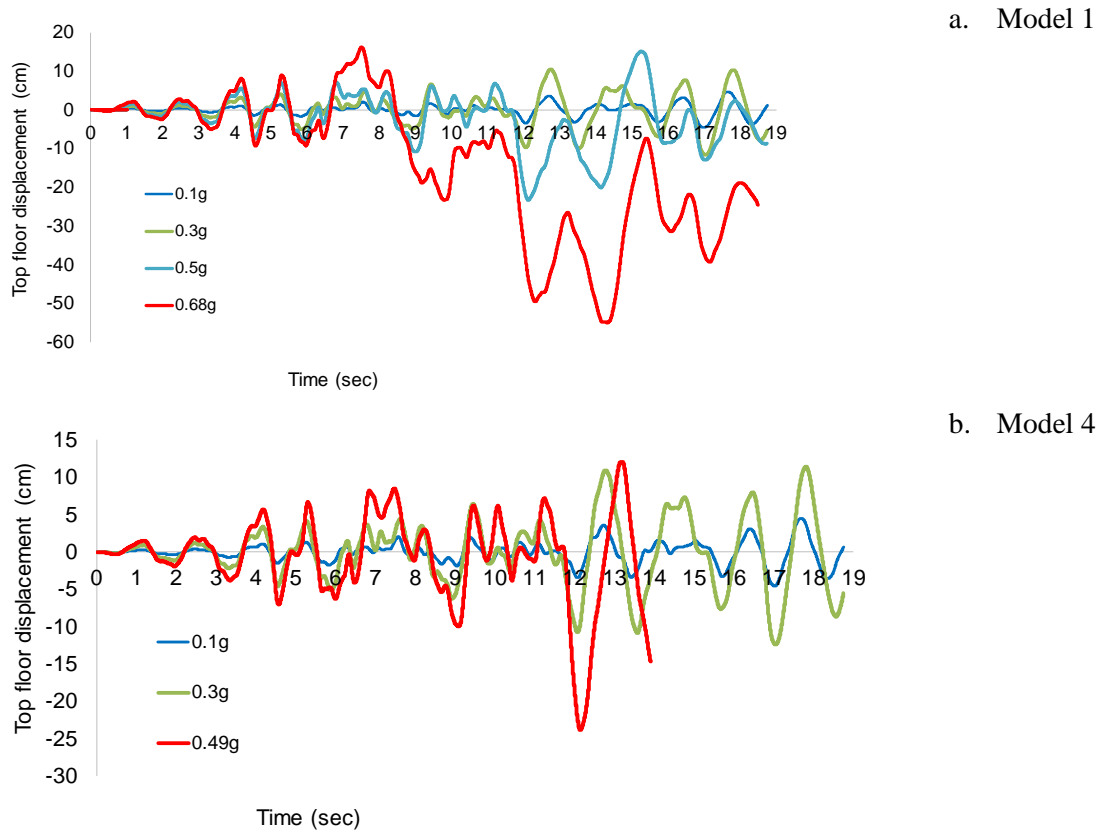 a. Model 1
Top floor displacement (cm)
20
10
0
-10
-20
-30
-40
-50
-60
0 1 2 3 4 5 6 7 8 9 10 11 12 13 14 15 16 17 18 19
0.1g
0.3g
0.5g
0.68g
Time (sec)
b. Model 4
Top floor displacement (cm)
15
10
5
0
-5
-10
-15
-20
-25
-30
0 1 2 3 4 5 6 7 8 9 10 11 12 13 14 15 16 17 18 19
0.1g
0.3g
0.49g
Time (sec)